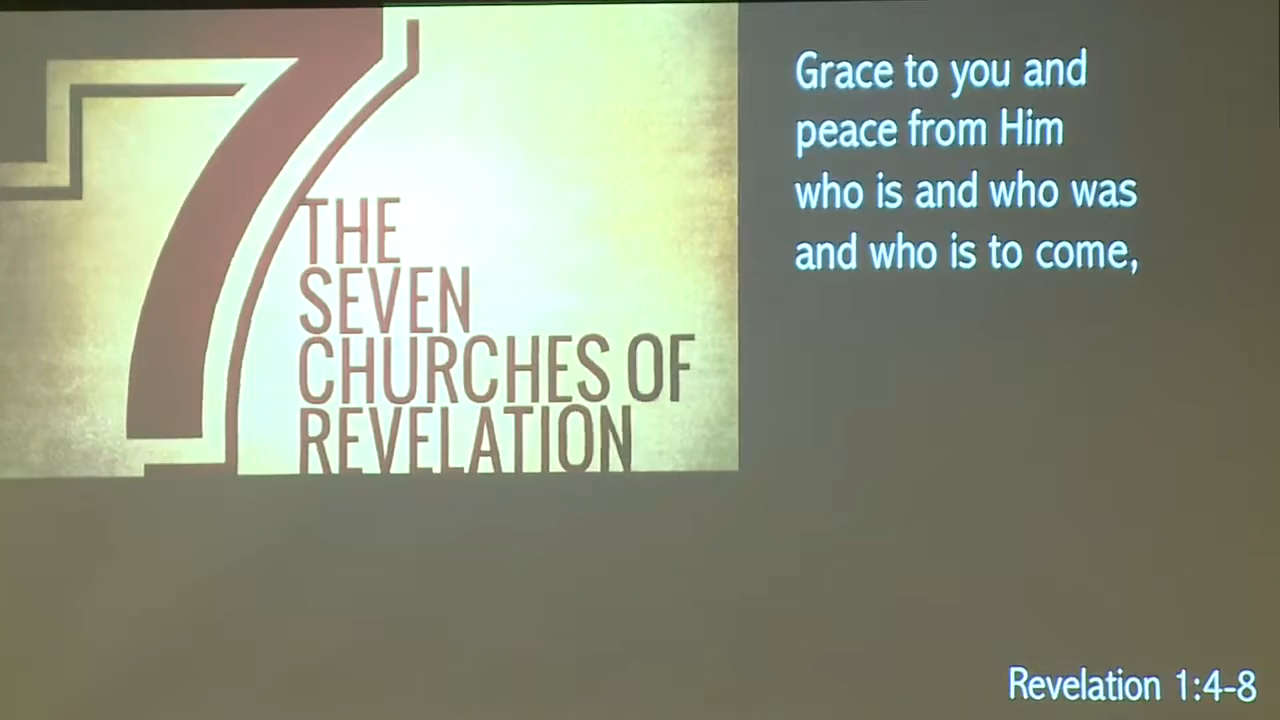 7
THE
SEVEN
CHURCHES OF
REVELATION
Grace to you and
peace from Him
who is and who was
and who is to come,
Revelation 1:4-8